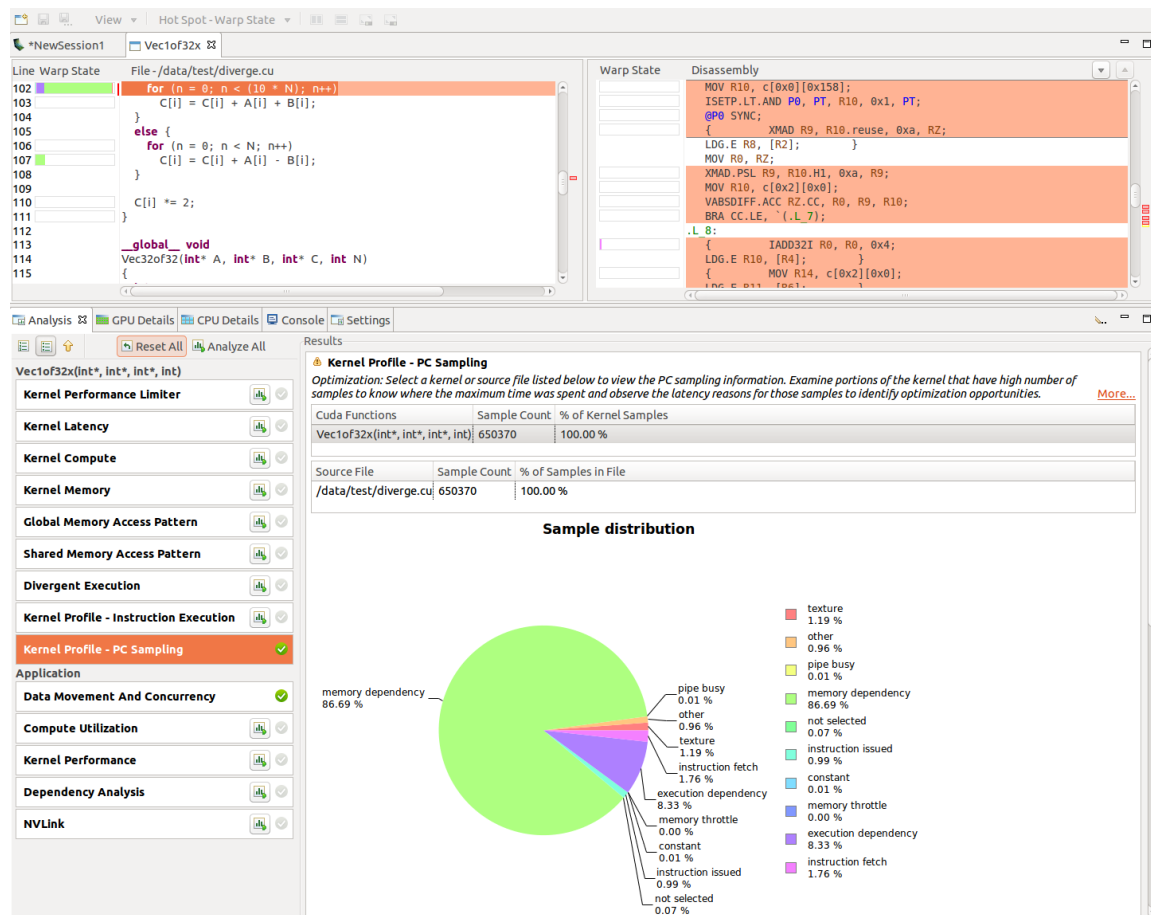 View Hot Spot - Warp State
*NewSession1 Vec1of32x
Line Warp State File - /data/test/diverge.cu
102 for (n = 0; n < (10 * N); n++)
103 C[i] = C[i] + A[i] + B[i];
104 }
105 else {
106 for (n = 0; n < N; n++)
107 C[i] = C[i] + A[i] - B[i];
108 }
109
110 C[i] *= 2;
111 }
112
113 __global__ void
114 Vec32of32(int* A, int* B, int* C, int N)
115 {
Warp State Disassembly
MOV R10, c[0x0][0x158];
ISETP.LT.AND P0, PT, R10, 0x1, PT;
@P0 SYNC;
{ XMAD R9, R10.reuse, 0xa, RZ;
LDG.E R8, [R2]; }
MOV R0, RZ;
XMAD.PSL R9, R10.H1, 0xa, R9;
MOV R10, c[0x2][0x0];
VABSDIFF.ACC RZ.CC, R0, R9, R10;
BRA CC.LE, `(.L_7);
.L_8:
{ IADD32I R0, R0, 0x4;
LDG.E R10, [R4]; }
{ MOV R14, c[0x2][0x0];
LDG.E R11, [R6]; }
Analysis GPU Details CPU Details Console Settings
Reset All Analyze All
Vec1of32x(int*, int*, int*, int)
Kernel Performance Limiter
Kernel Latency
Kernel Compute
Kernel Memory
Global Memory Access Pattern
Shared Memory Access Pattern
Divergent Execution
Kernel Profile - Instruction Execution
Kernel Profile - PC Sampling
Application
Data Movement And Concurrency
Compute Utilization
Kernel Performance
Dependency Analysis
NVLink
Results
Kernel Profile - PC Sampling
Optimization: Select a kernel or source file listed below to view the PC sampling information. Examine portions of the kernel that have high number of
samples to know where the maximum time was spent and observe the latency reasons for those samples to identify optimization opportunities. More...
Cuda Functions Sample Count % of Kernel Samples
Vec1of32x(int*, int*, int*, int) 650370 100.00 %
Source File Sample Count % of Samples in File
/data/test/diverge.cu 650370 100.00 %
Sample distribution
memory dependency
86.69 %
pipe busy
0.01 %
other
0.96 %
texture
1.19 %
instruction fetch
1.76 %
execution dependency
8.33 %
memory throttle
0.00 %
constant
0.01 %
instruction issued
0.99 %
not selected
0.07 %
texture
1.19 %
other
0.96 %
pipe busy
0.01 %
memory dependency
86.69 %
not selected
0.07 %
instruction issued
0.99 %
constant
0.01 %
memory throttle
0.00 %
execution dependency
8.33 %
instruction fetch
1.76 %